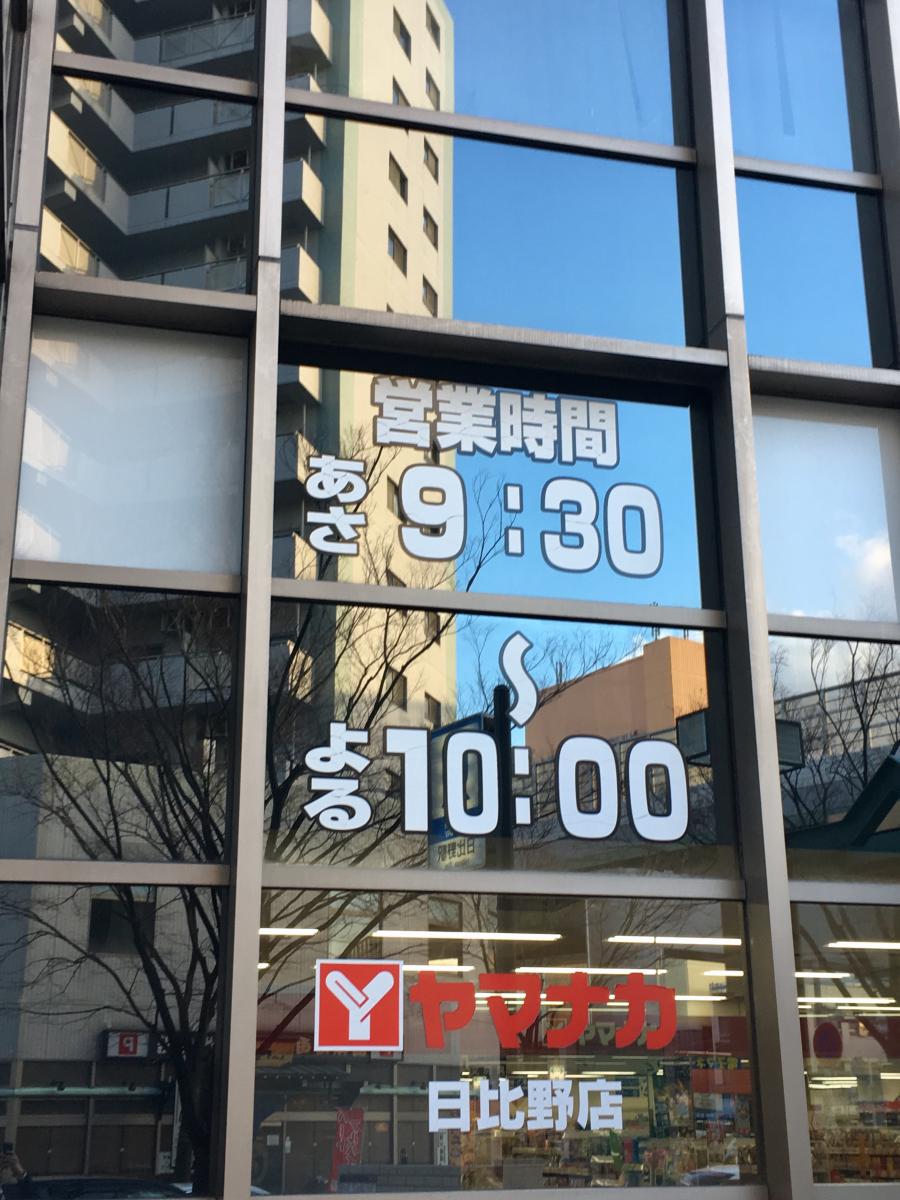 営業時間
あさ 9:30
〜
よる 10:00
Y ヤマナカ
日比野店